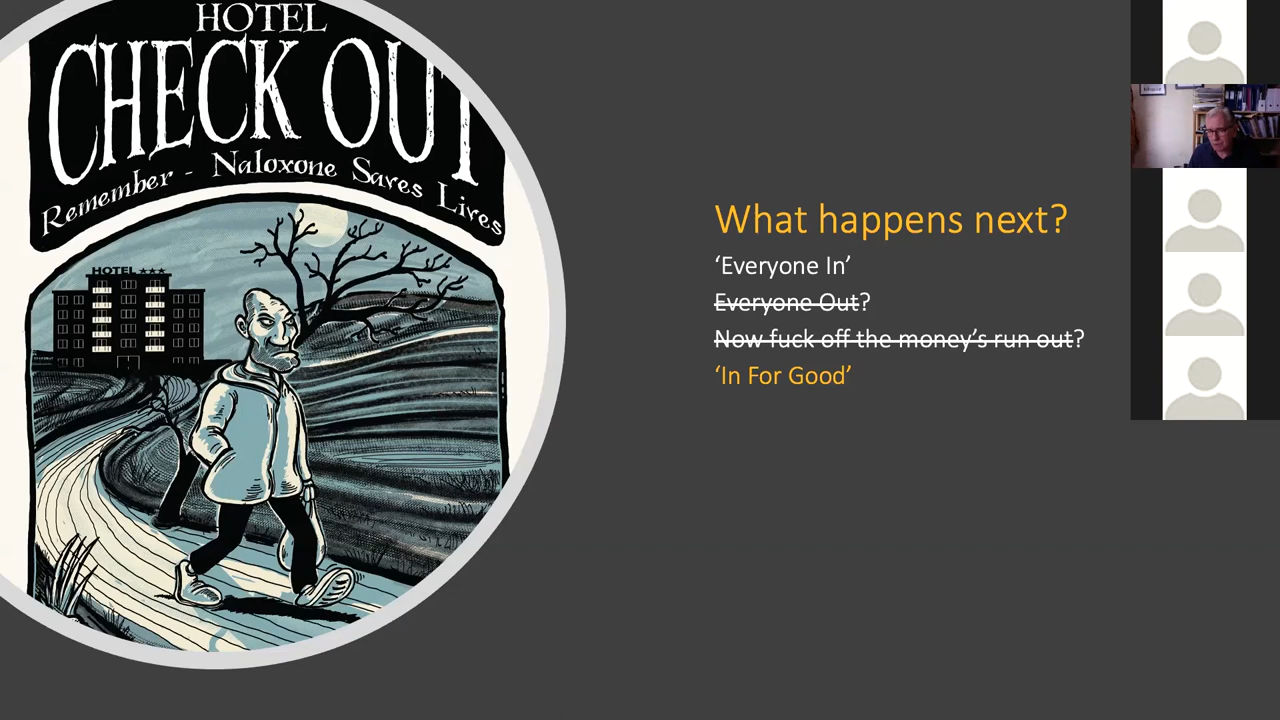 HOTEL
CHECK OUT
Remember - Naloxone Saves Lives
HOTEL ★★★
What happens next?
‘Everyone In’
Everyone Out?
Now fuck off the money’s run out?
‘In For Good’